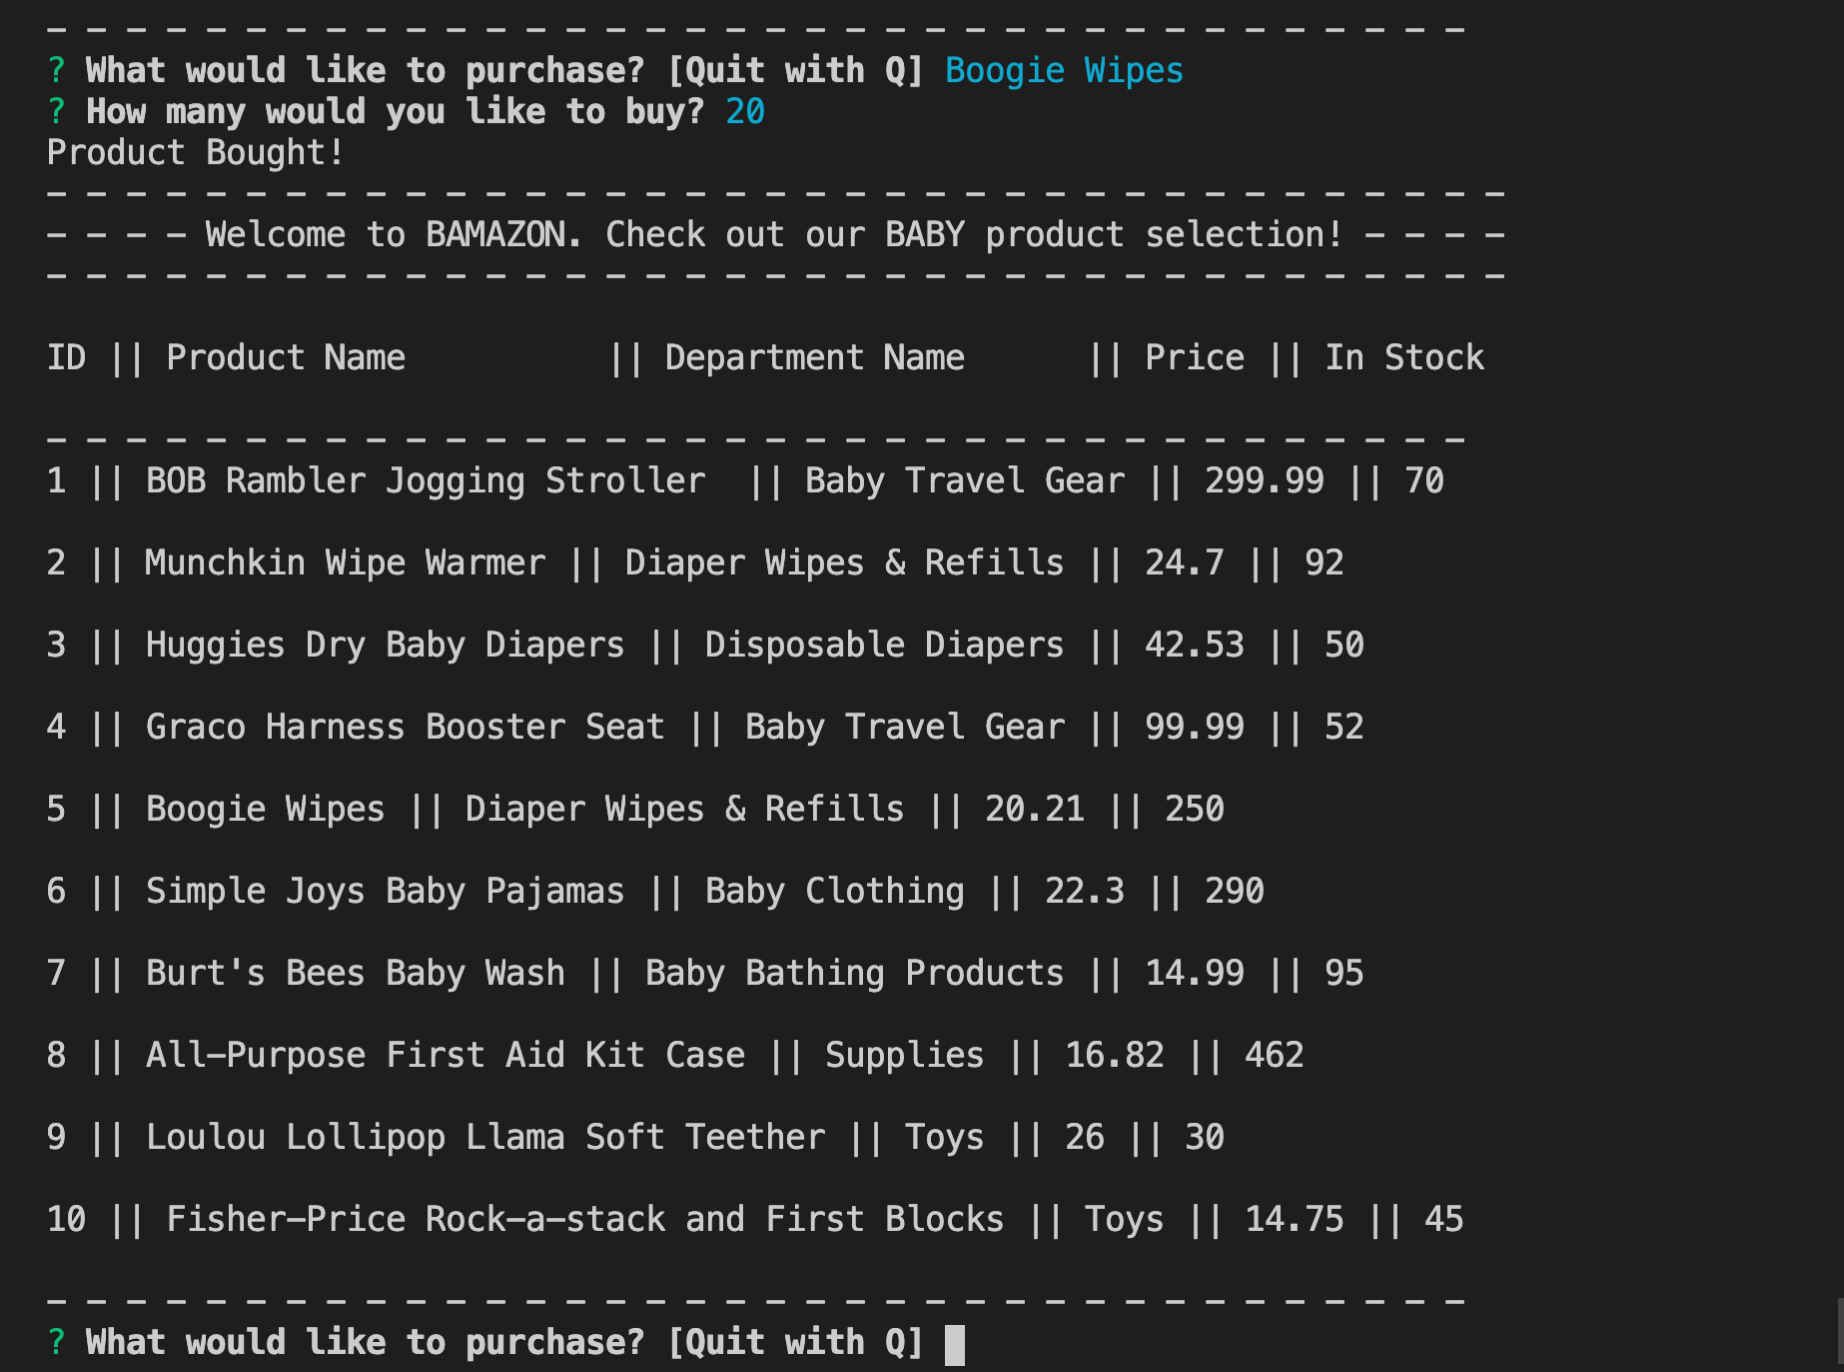 - - - - - - - - - - - - - - - - - - - - - - - - - - - - - - - - - - - -
? What would like to purchase? [Quit with Q] Boogie Wipes
? How many would you like to buy? 20
Product Bought!
- - - - - - - - - - - - - - - - - - - - - - - - - - - - - - - - - - - - -
- - - - Welcome to BAMAZON. Check out our BABY product selection! - - - -
- - - - - - - - - - - - - - - - - - - - - - - - - - - - - - - - - - - - -
ID || Product Name          || Department Name      || Price || In Stock
- - - - - - - - - - - - - - - - - - - - - - - - - - - - - - - - - - - -
1 || BOB Rambler Jogging Stroller  || Baby Travel Gear || 299.99 || 70
2 || Munchkin Wipe Warmer || Diaper Wipes & Refills || 24.7 || 92
3 || Huggies Dry Baby Diapers || Disposable Diapers || 42.53 || 50
4 || Graco Harness Booster Seat || Baby Travel Gear || 99.99 || 52
5 || Boogie Wipes || Diaper Wipes & Refills || 20.21 || 250
6 || Simple Joys Baby Pajamas || Baby Clothing || 22.3 || 290
7 || Burt's Bees Baby Wash || Baby Bathing Products || 14.99 || 95
8 || All-Purpose First Aid Kit Case || Supplies || 16.82 || 462
9 || Loulou Lollipop Llama Soft Teether || Toys || 26 || 30
10 || Fisher-Price Rock-a-stack and First Blocks || Toys || 14.75 || 45
- - - - - - - - - - - - - - - - - - - - - - - - - - - - - - - - - - - -
? What would like to purchase? [Quit with Q]